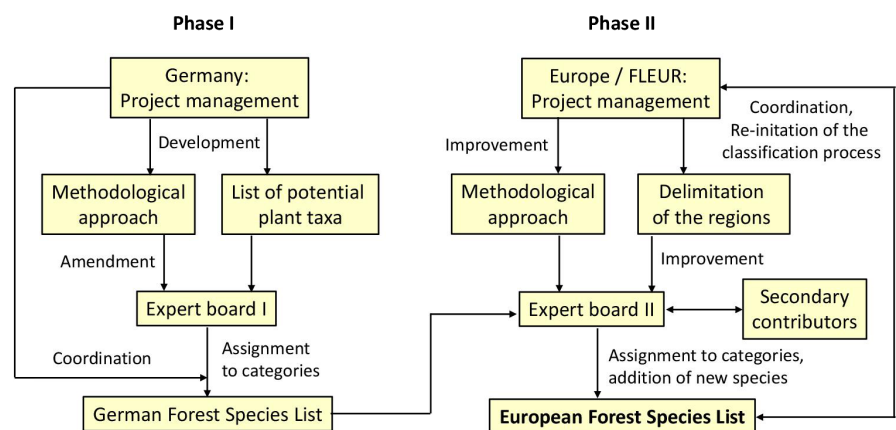 Phase I
Phase II
Germany:
Project management
Europe / FLEUR:
Project management
Development
Improvement
Coordination,
Re-initation of the
classification process
Methodological
approach
List of potential
plant taxa
Methodological
approach
Delimitation
of the regions
Amendment
Improvement
Expert board I
Expert board II
Secondary
contributors
Coordination
Assignment
to categories
Assignment to categories,
addition of new species
German Forest Species List
European Forest Species List